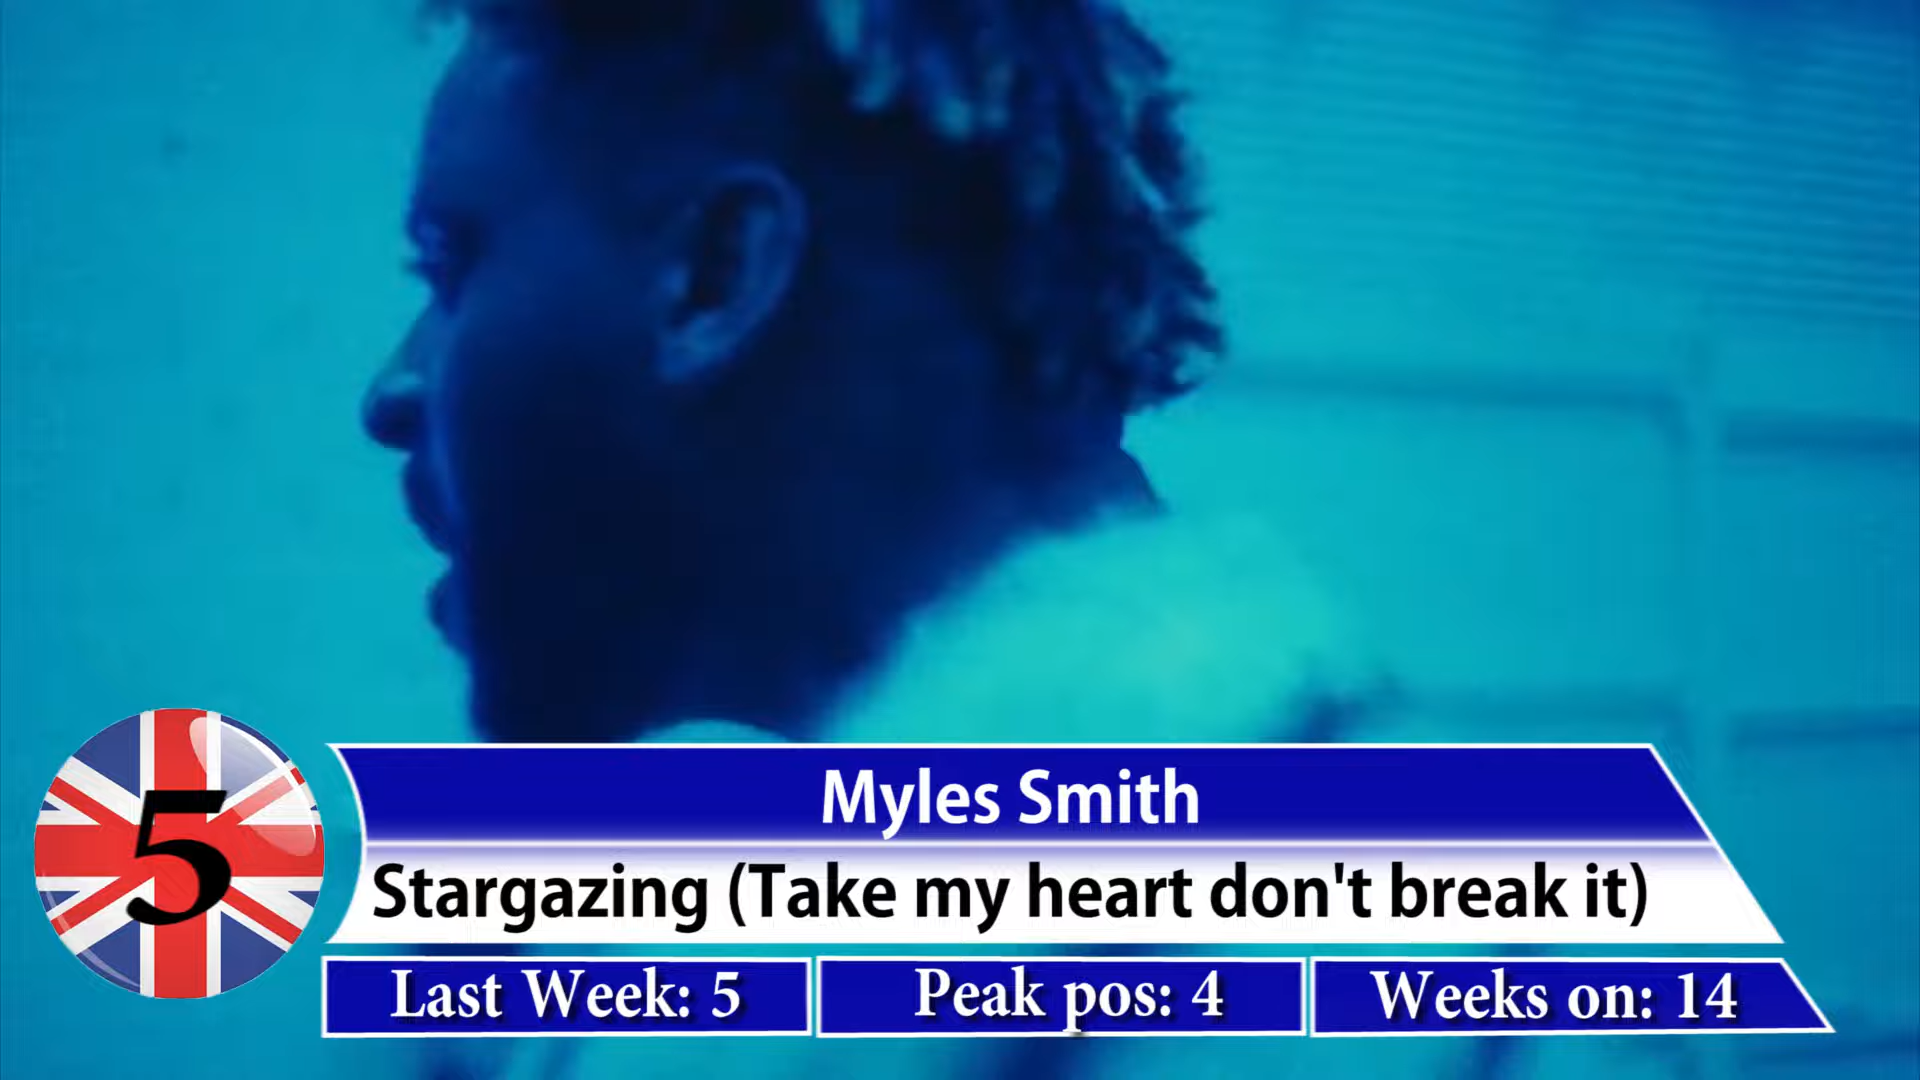 5
Myles Smith
Stargazing (Take my heart don't break it)
Last Week: 5
Peak pos: 4
Weeks on: 14